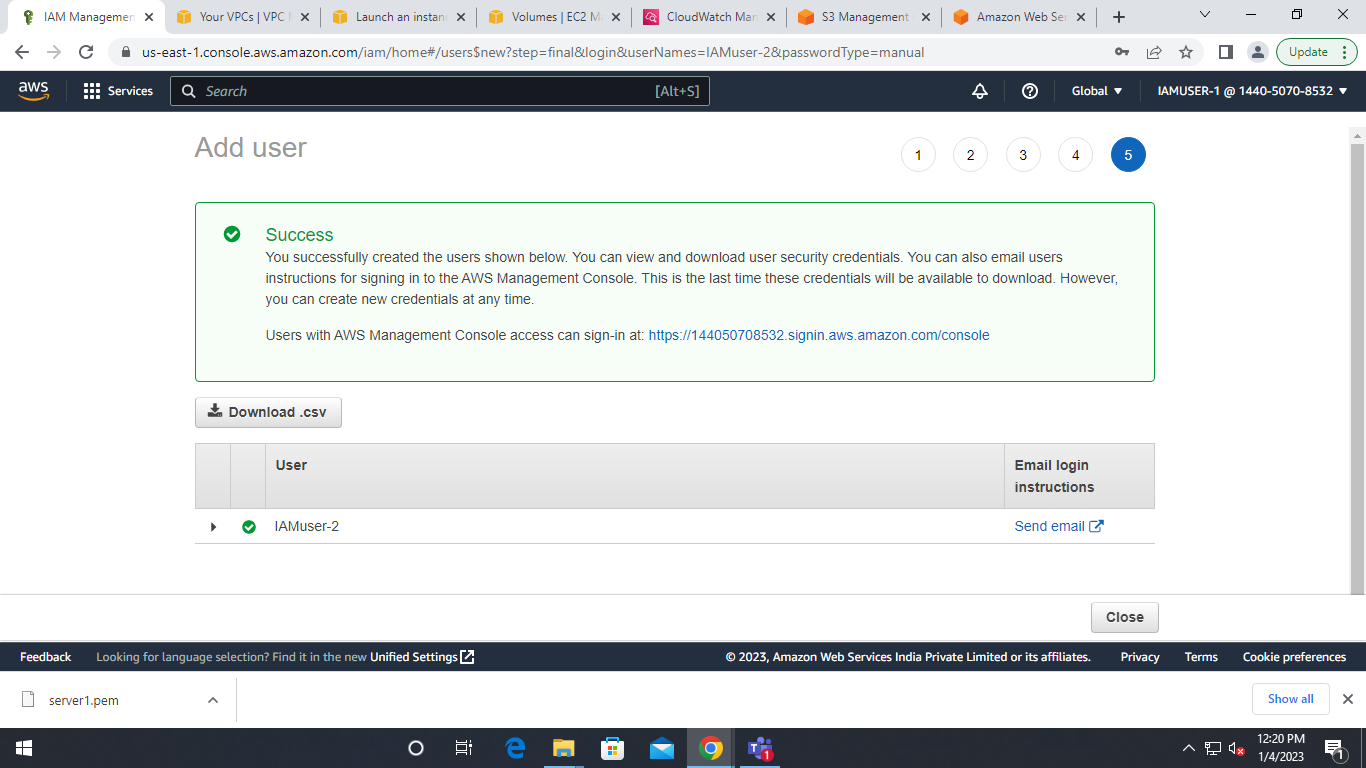 IAM Managemen
Your VPCs | VPC
Launch an instan
Volumes | EC2 M
CloudWatch Man
S3 Management
Amazon Web Ser
us-east-1.console.aws.amazon.com/iam/home#/users$new?step=final&login&userNames=IAMuser-2&passwordType=manual
Update
aws
Services
Search
[Alt+S]
Global
IAMUSER-1 @ 1440-5070-8532
Add user
1 2 3 4 5
Success
You successfully created the users shown below. You can view and download user security credentials. You can also email users
instructions for signing in to the AWS Management Console. This is the last time these credentials will be available to download. However,
you can create new credentials at any time.
Users with AWS Management Console access can sign-in at: https://144050708532.signin.aws.amazon.com/console
Download .csv
User
Email login
instructions
IAMuser-2
Send email
Close
Feedback
Looking for language selection? Find it in the new Unified Settings
© 2023, Amazon Web Services India Private Limited or its affiliates.
Privacy
Terms
Cookie preferences
server1.pem
Show all
12:20 PM
1/4/2023
1
1